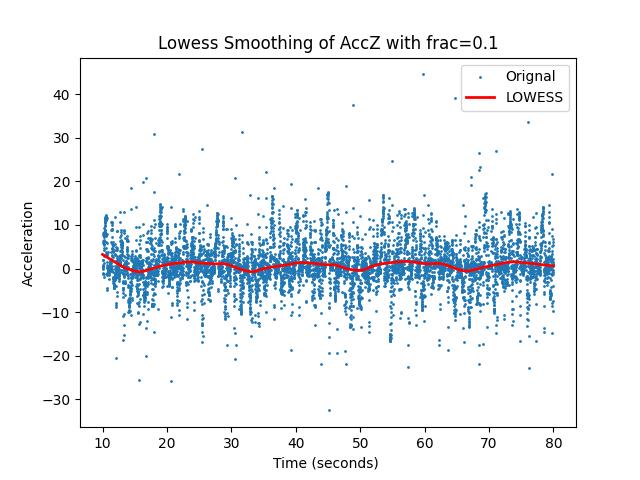 Lowess Smoothing of AccZ with frac=0.1
Orignal
LOWESS
40
30
20
10
0
−10
−20
−30
Acceleration
10 20 30 40 50 60 70 80
Time (seconds)